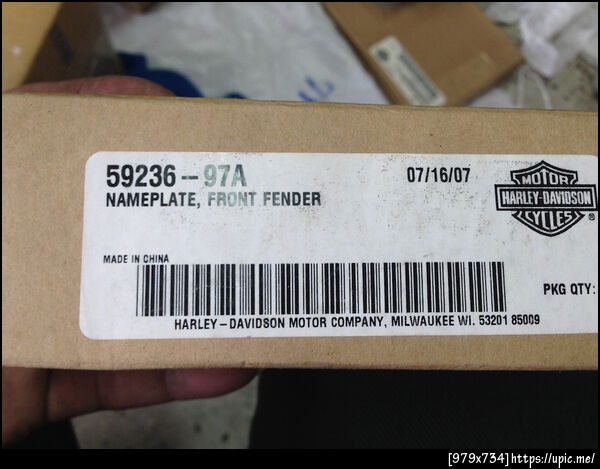 59236-97A
07/16/07
NAMEPLATE, FRONT FENDER
MOTOR
HARLEY-DAVIDSON
CYCLES
®
MADE IN CHINA
PKG QTY:
HARLEY-DAVIDSON MOTOR COMPANY, MILWAUKEE WI. 53201 85009
[979x734]https://upic.me/